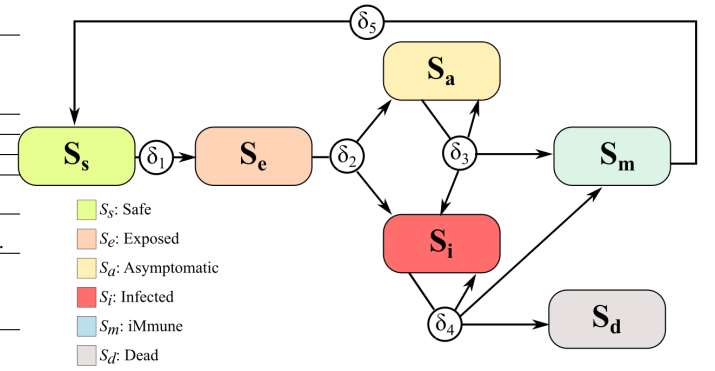 δ5
Sa
Ss
δ1
Se
δ2
δ3
Sm
Ss: Safe
Se: Exposed
Sa: Asymptomatic
Si: Infected
Sm: iMmune
Sd: Dead
Si
δ4
Sd
.